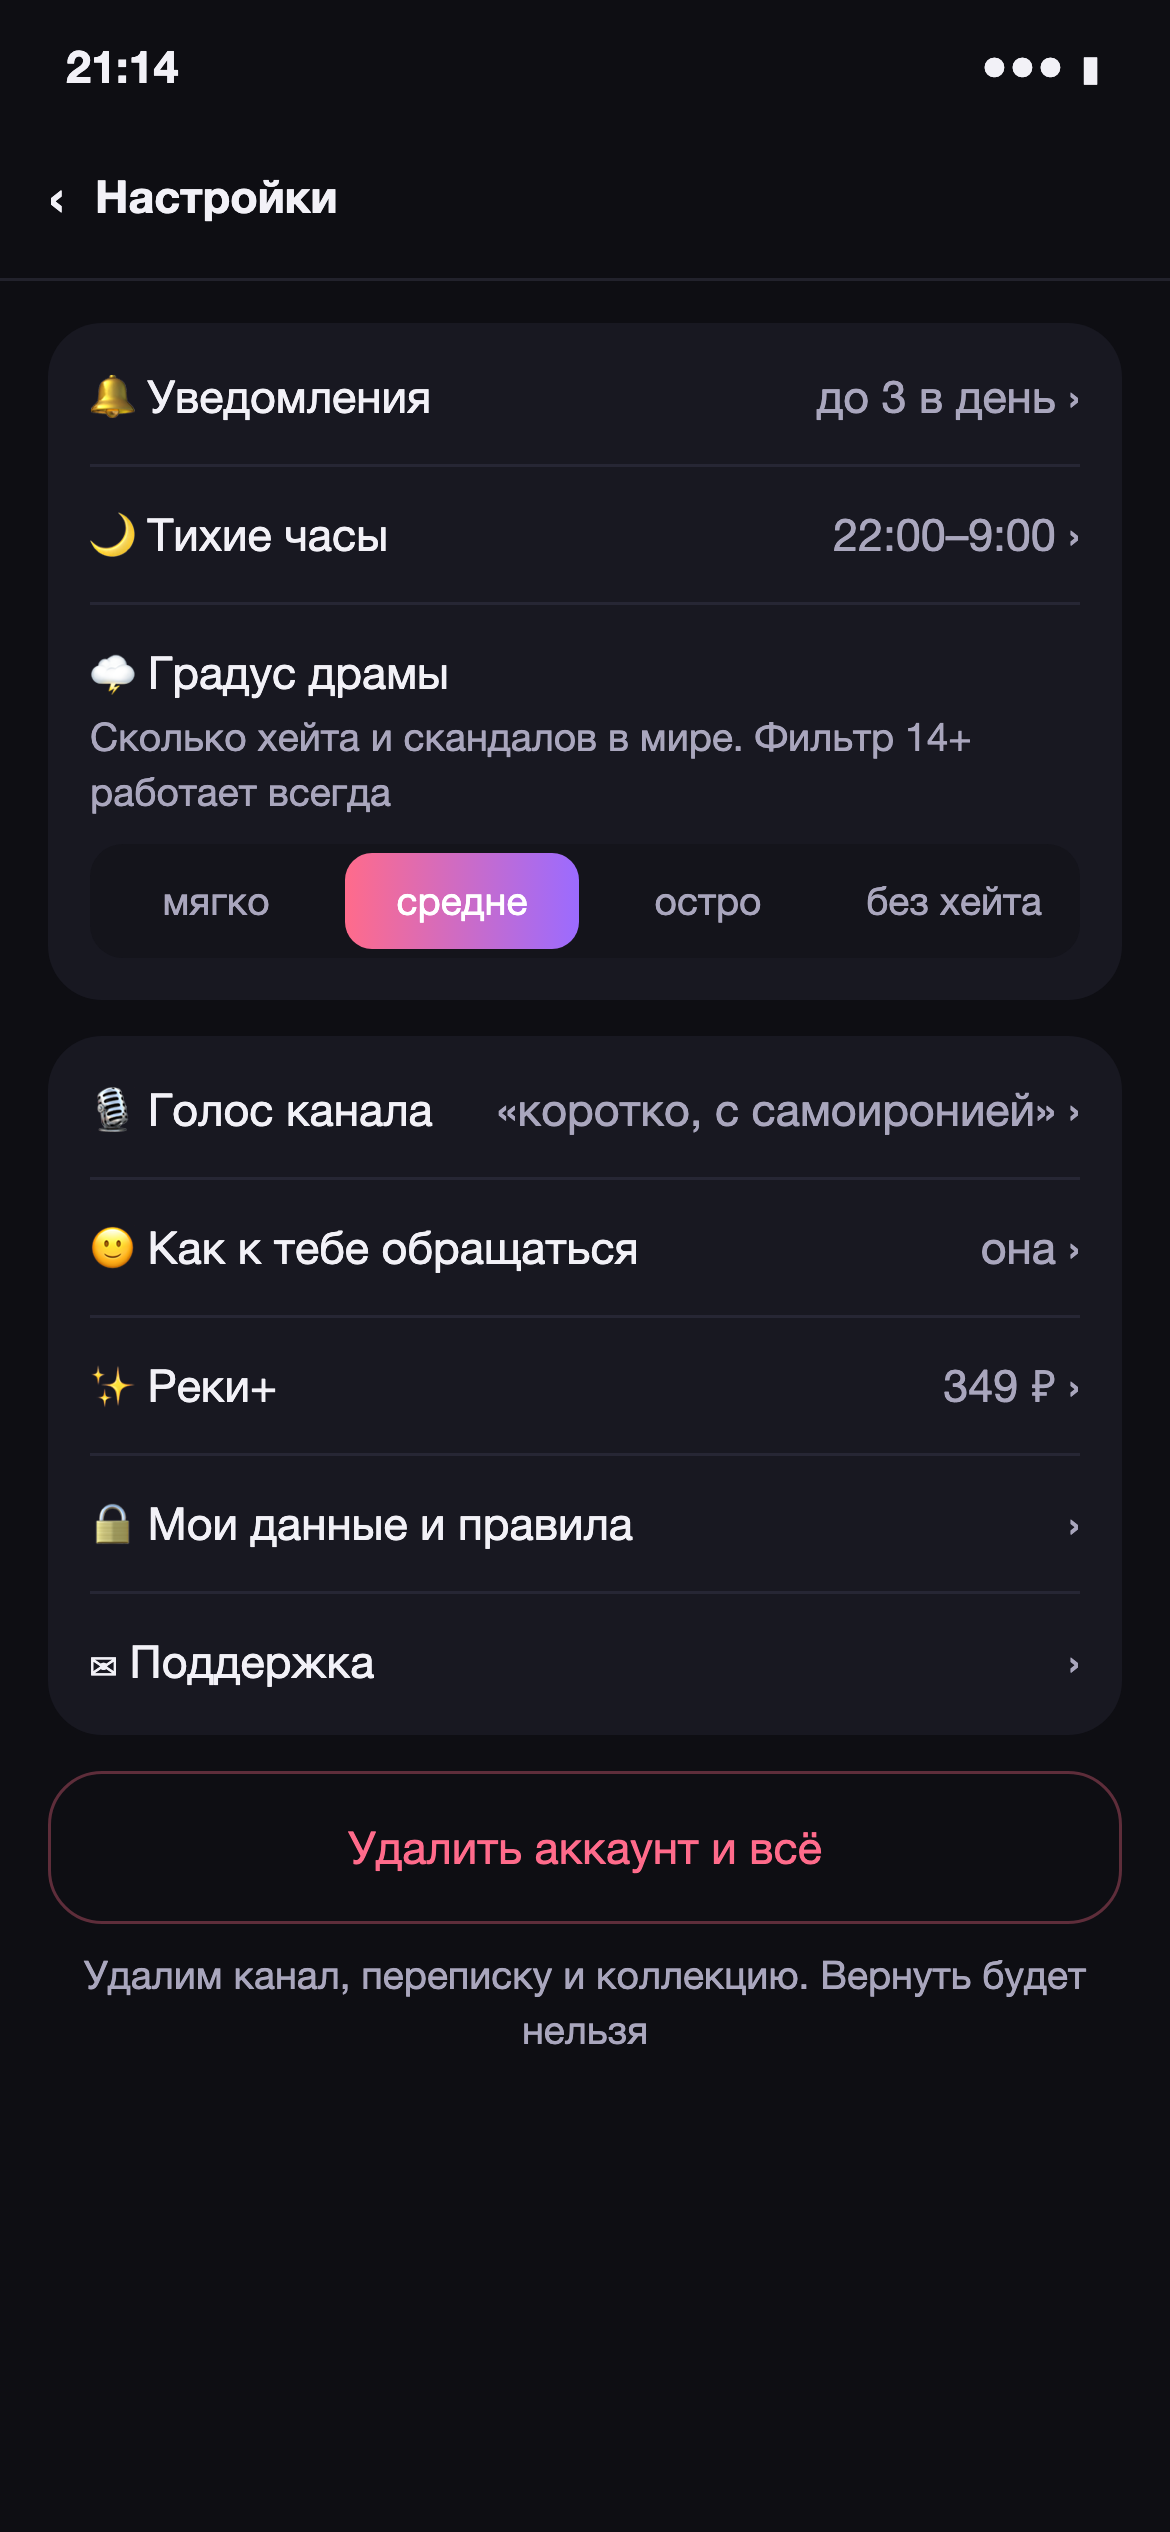 21:14
‹ Настройки
🔔 Уведомления до 3 в день ›
🌙 Тихие часы 22:00–9:00 ›
🌩️ Градус драмы
Сколько хейта и скандалов в мире. Фильтр 14+
работает всегда
мягко средне остро без хейта
🎙️ Голос канала «коротко, с самоиронией» ›
🙂 Как к тебе обращаться она ›
✨ Реки+ 349 ₽ ›
🔒 Мои данные и правила ›
✉ Поддержка ›
Удалить аккаунт и всё
Удалим канал, переписку и коллекцию. Вернуть будет
нельзя